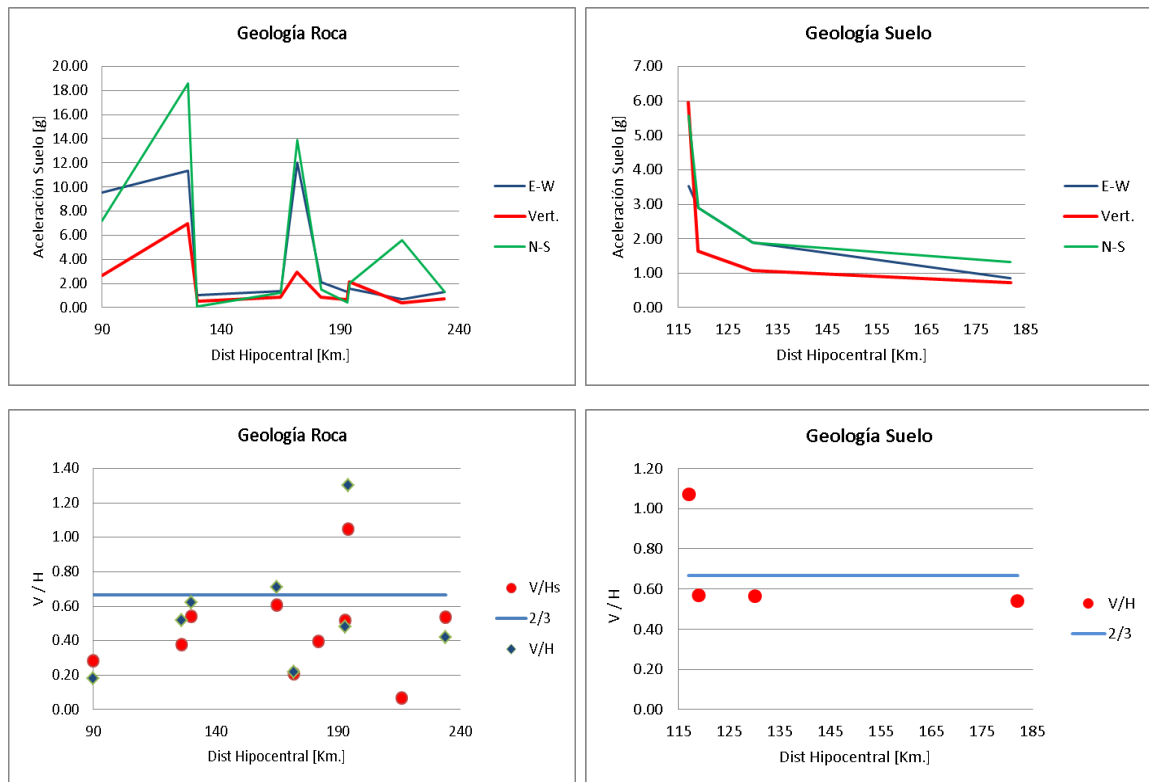 Geología Roca
Aceleración Suelo [g]
20.00
18.00
16.00
14.00
12.00
10.00
8.00
6.00
4.00
2.00
0.00
90 140 190 240
Dist Hipocentral [Km.]
E-W
Vert.
N-S
Geología Suelo
Aceleración Suelo [g]
7.00
6.00
5.00
4.00
3.00
2.00
1.00
0.00
115 125 135 145 155 165 175 185
Dist Hipocentral [Km.]
E-W
Vert.
N-S
Geología Roca
V / H
1.40
1.20
1.00
0.80
0.60
0.40
0.20
0.00
90 140 190 240
Dist Hipocentral [Km.]
V/Hs
2/3
V/H
Geología Suelo
V / H
1.20
1.00
0.80
0.60
0.40
0.20
0.00
115 125 135 145 155 165 175 185
Dist Hipocentral [Km.]
V/H
2/3